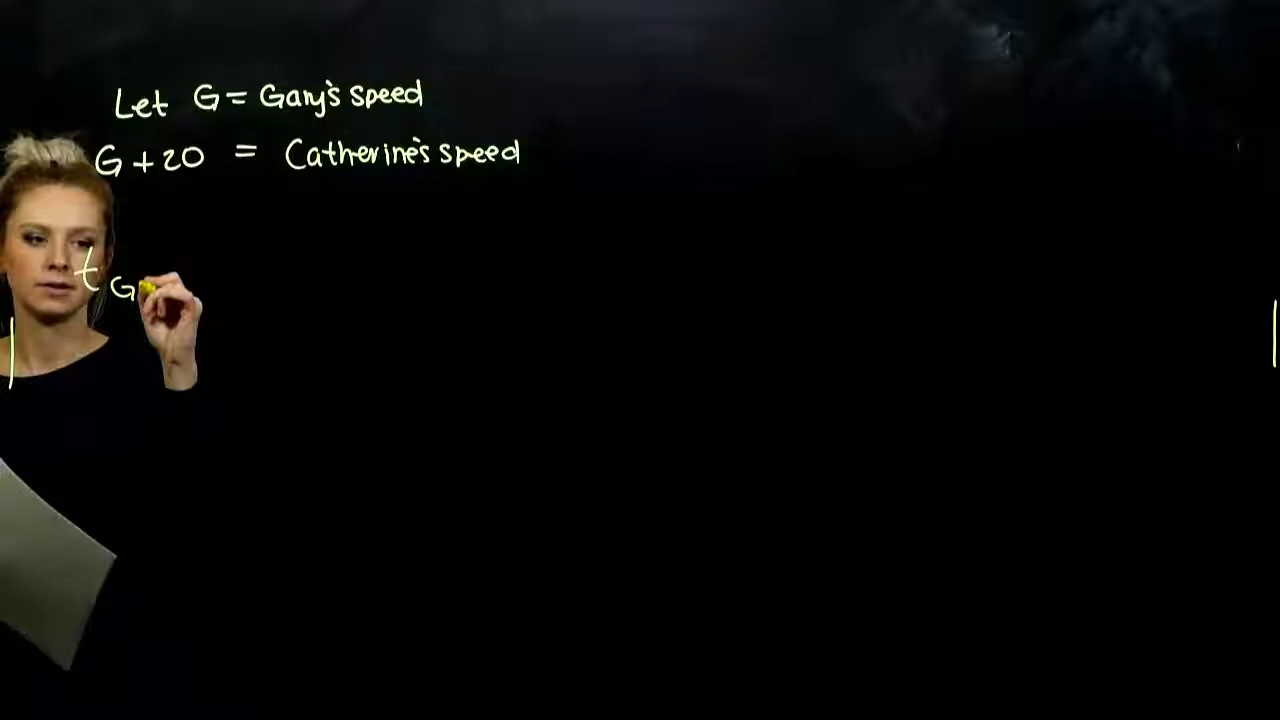 Let G = Gary's speed
G + 20 = Catherine's speed
t G